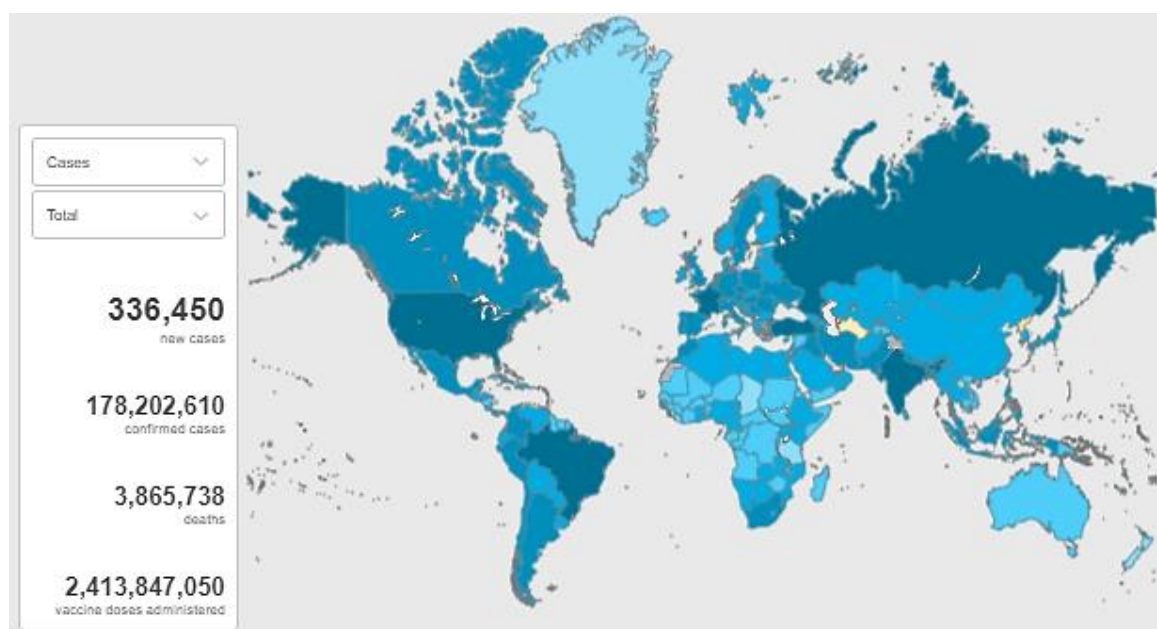 Cases
Total
336,450
new cases
178,202,610
confirmed cases
3,865,738
deaths
2,413,847,050
vaccine doses administered